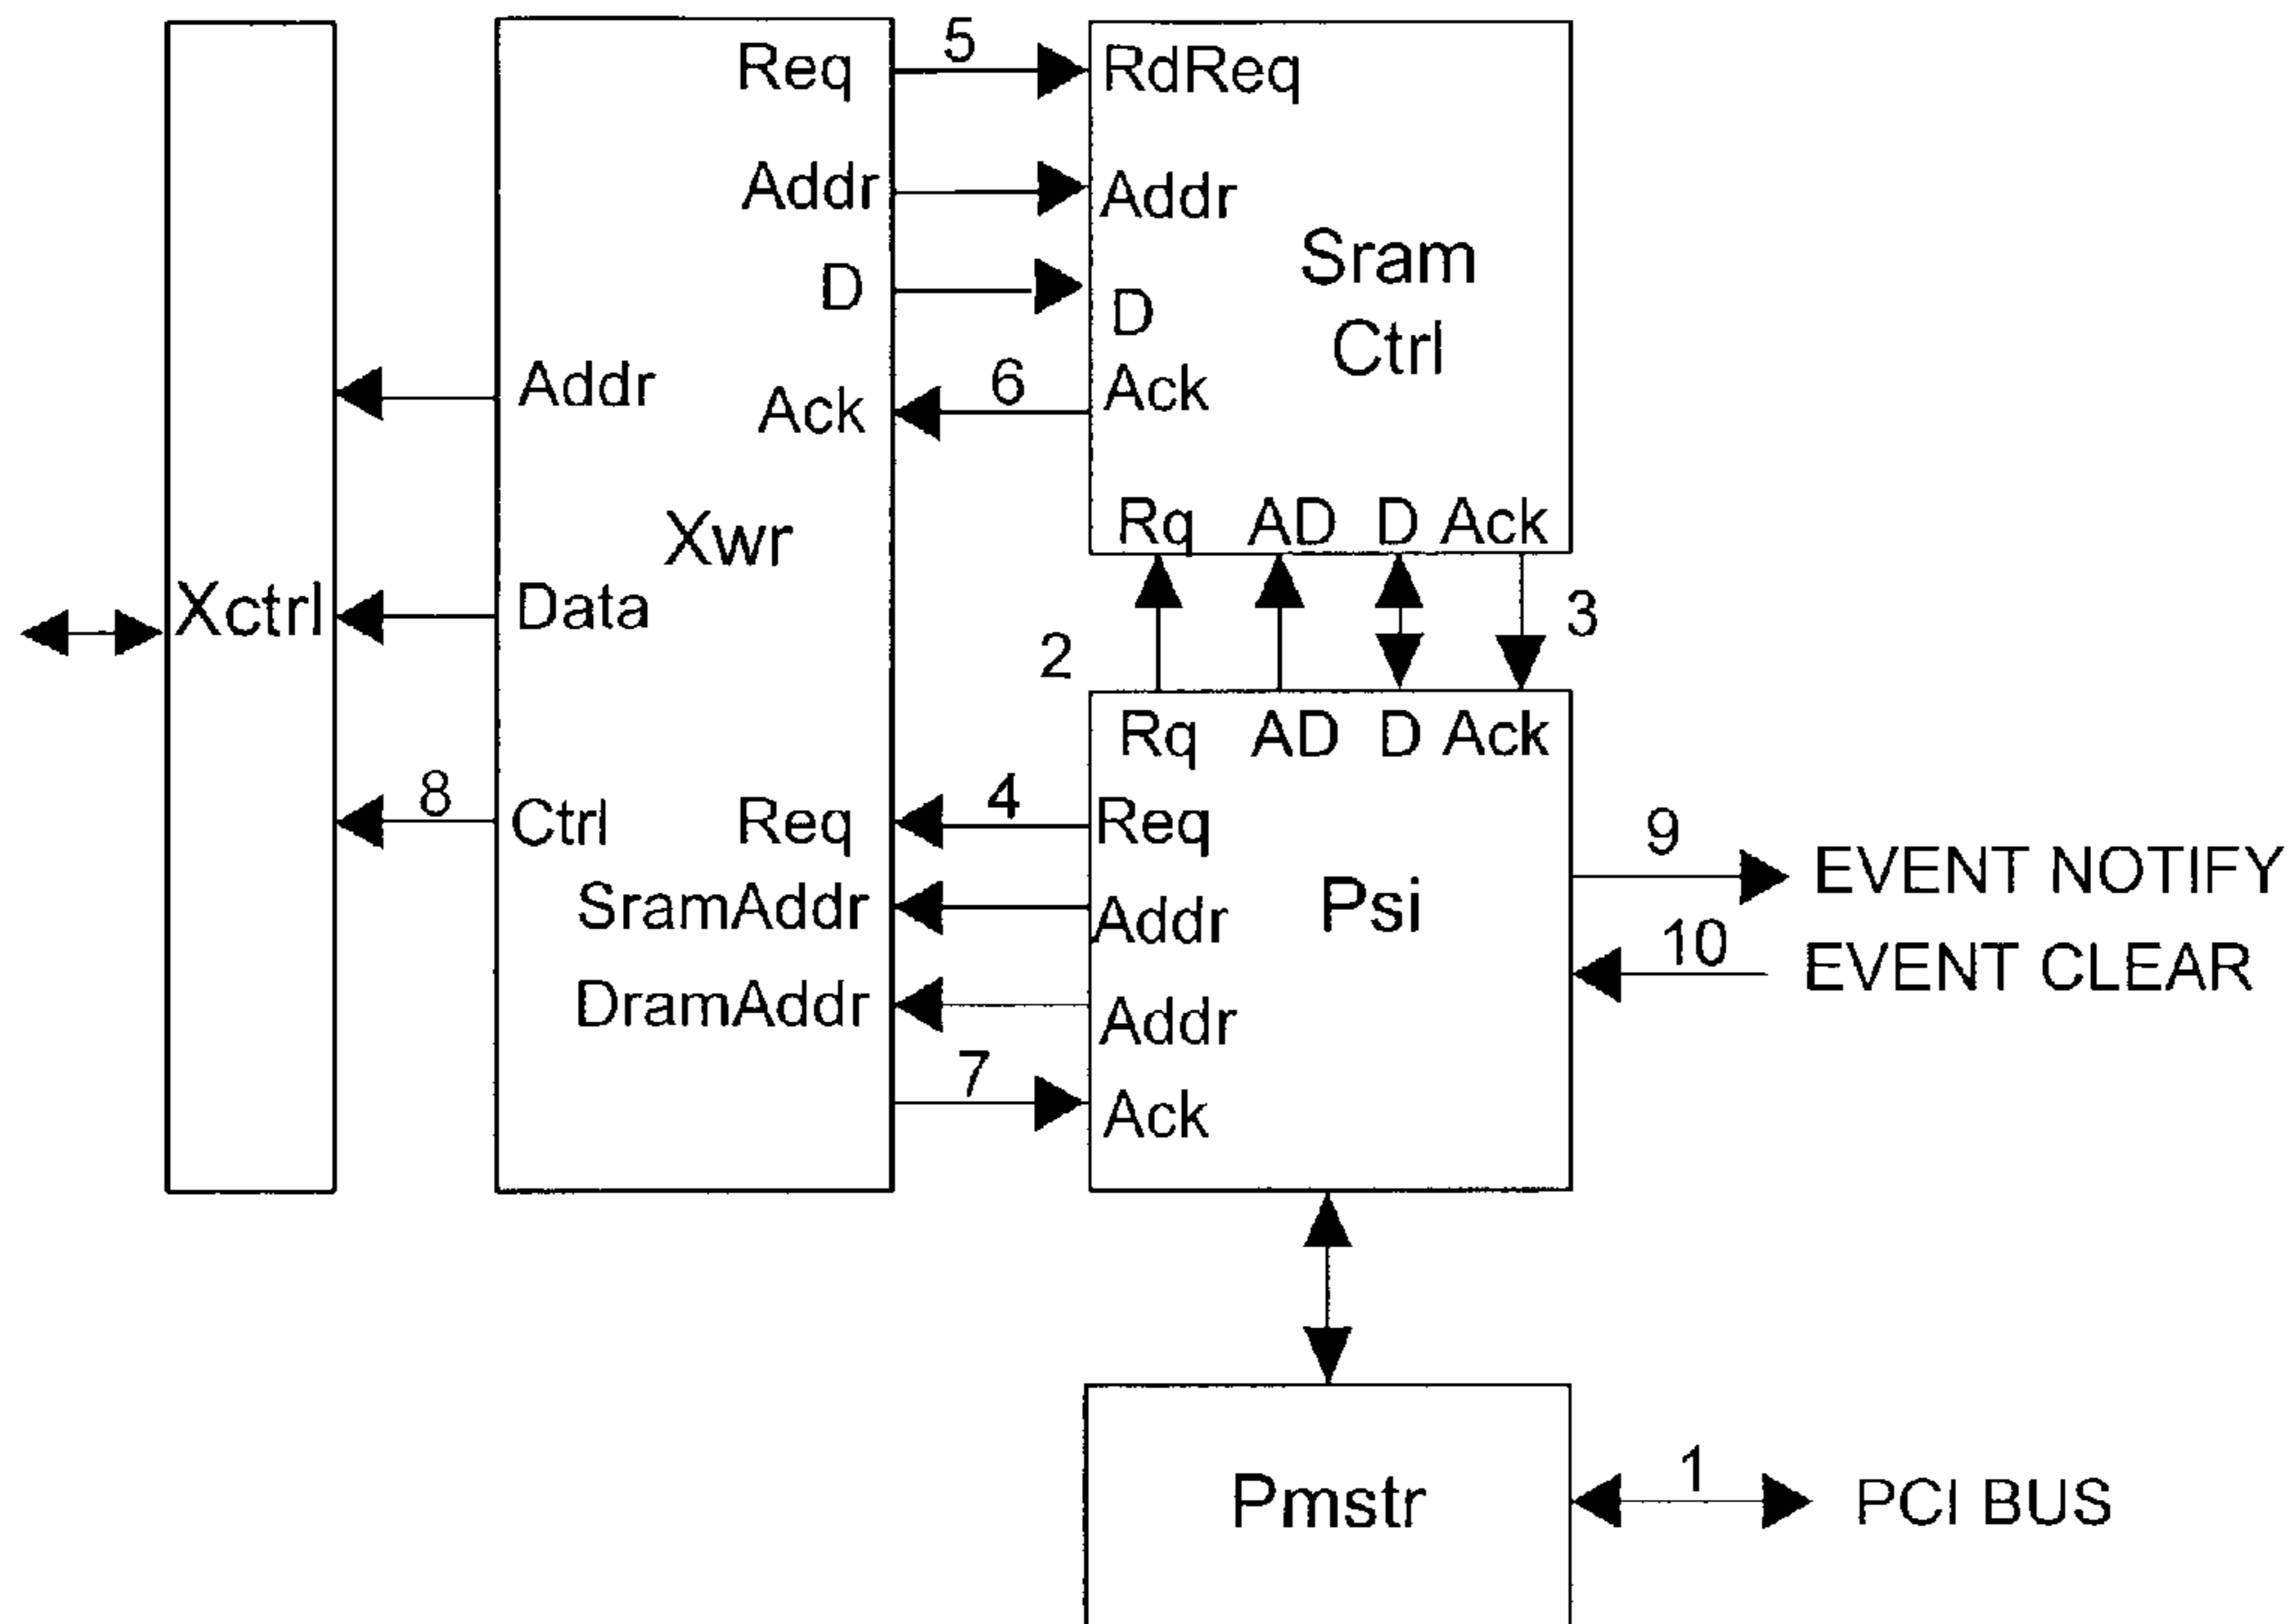 5
Req
RdReq
Addr
Addr
D
D
Sram
Ctrl
6
Addr
Ack
Ack
Rq AD D Ack
Xwr
Xctrl
Data
2
3
Rq AD D Ack
8
4
Ctrl
Req
Req
9
EVENT NOTIFY
SramAddr
Addr
Psi
10
EVENT CLEAR
DramAddr
Addr
7
Ack
1
Pmstr
PCI BUS